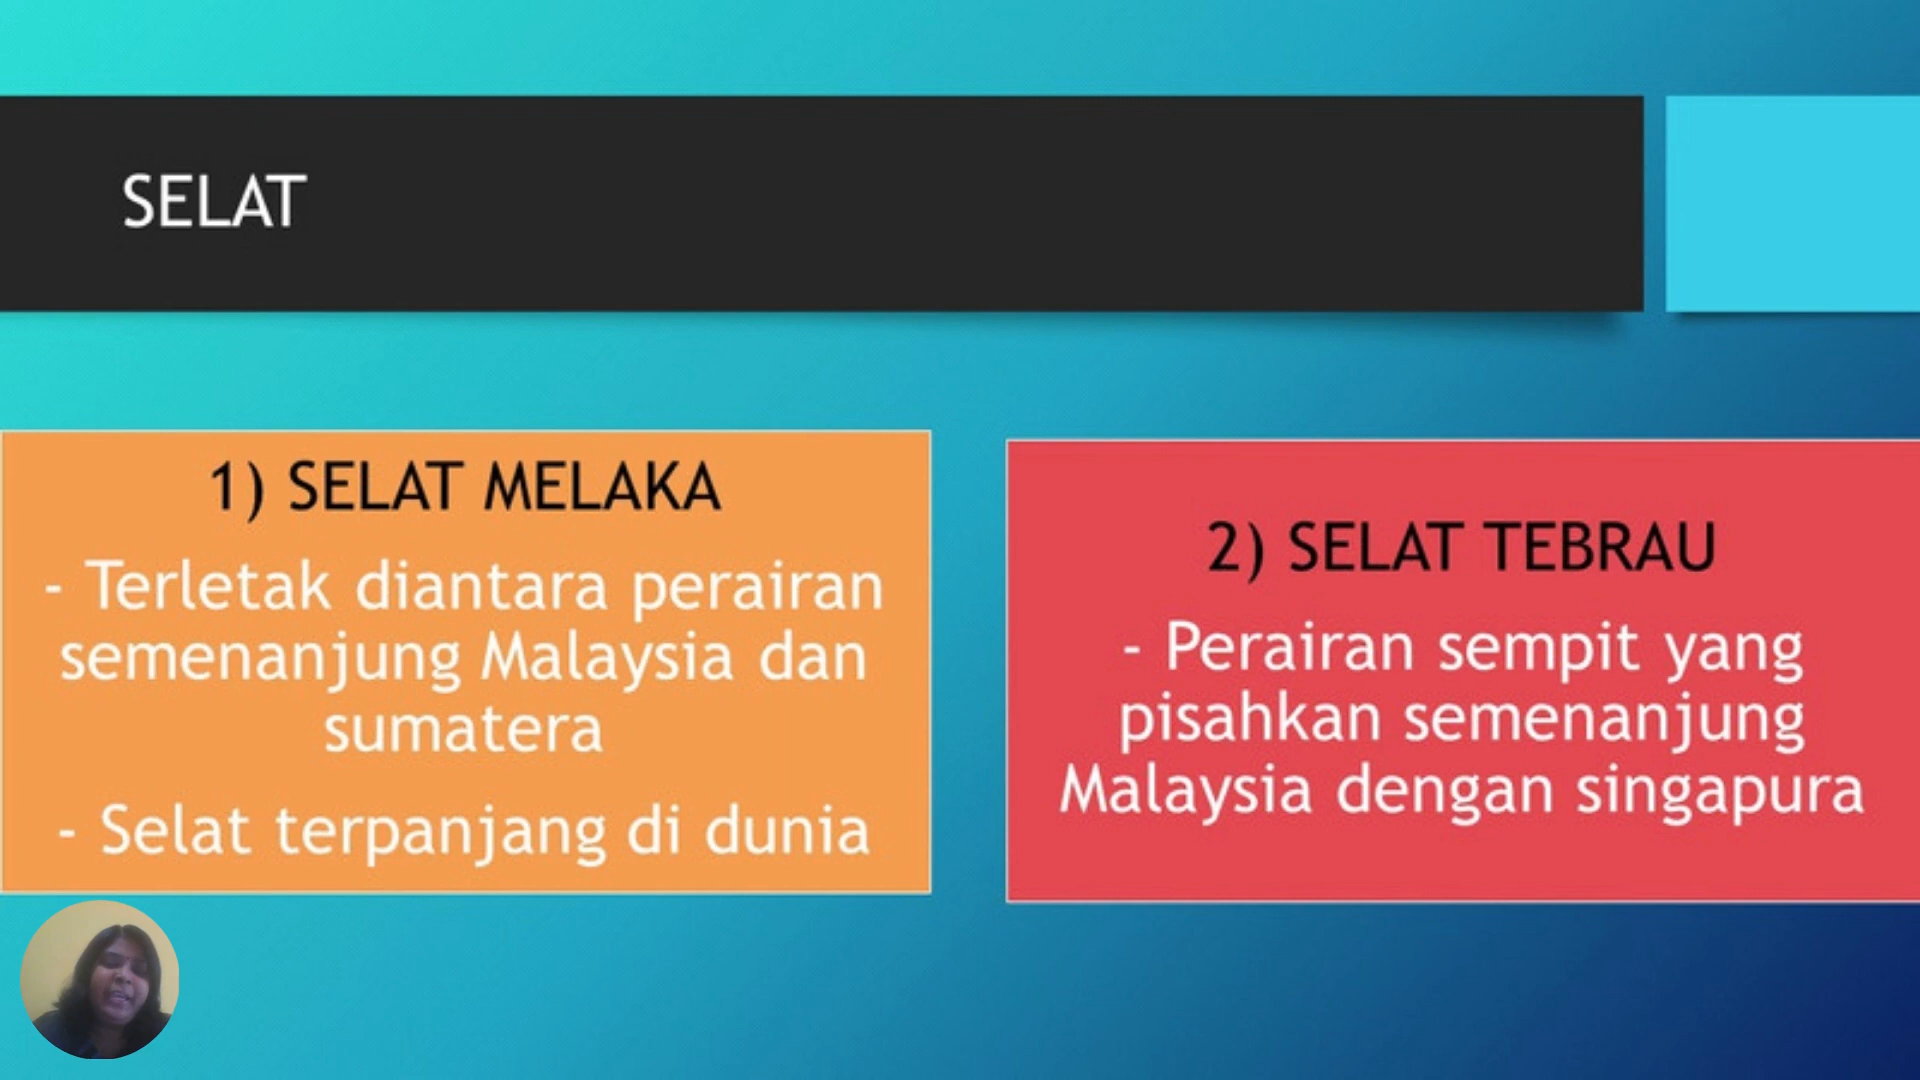 SELAT
1) SELAT MELAKA
- Terletak diantara perairan
semenanjung Malaysia dan
sumatera
- Selat terpanjang di dunia
2) SELAT TEBRAU
- Perairan sempit yang
pisahkan semenanjung
Malaysia dengan singapura